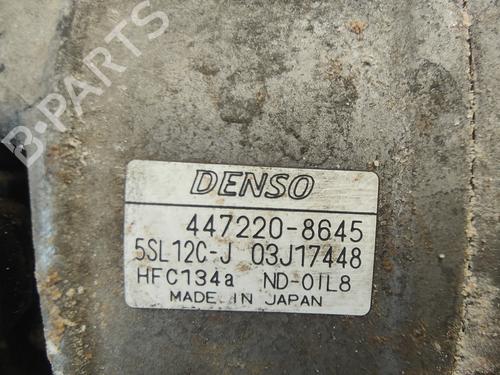 B-PARTS
DENSO
447220-8645
5SL12C-J 03J17448
HFC134a ND-OIL8
MADE IN JAPAN